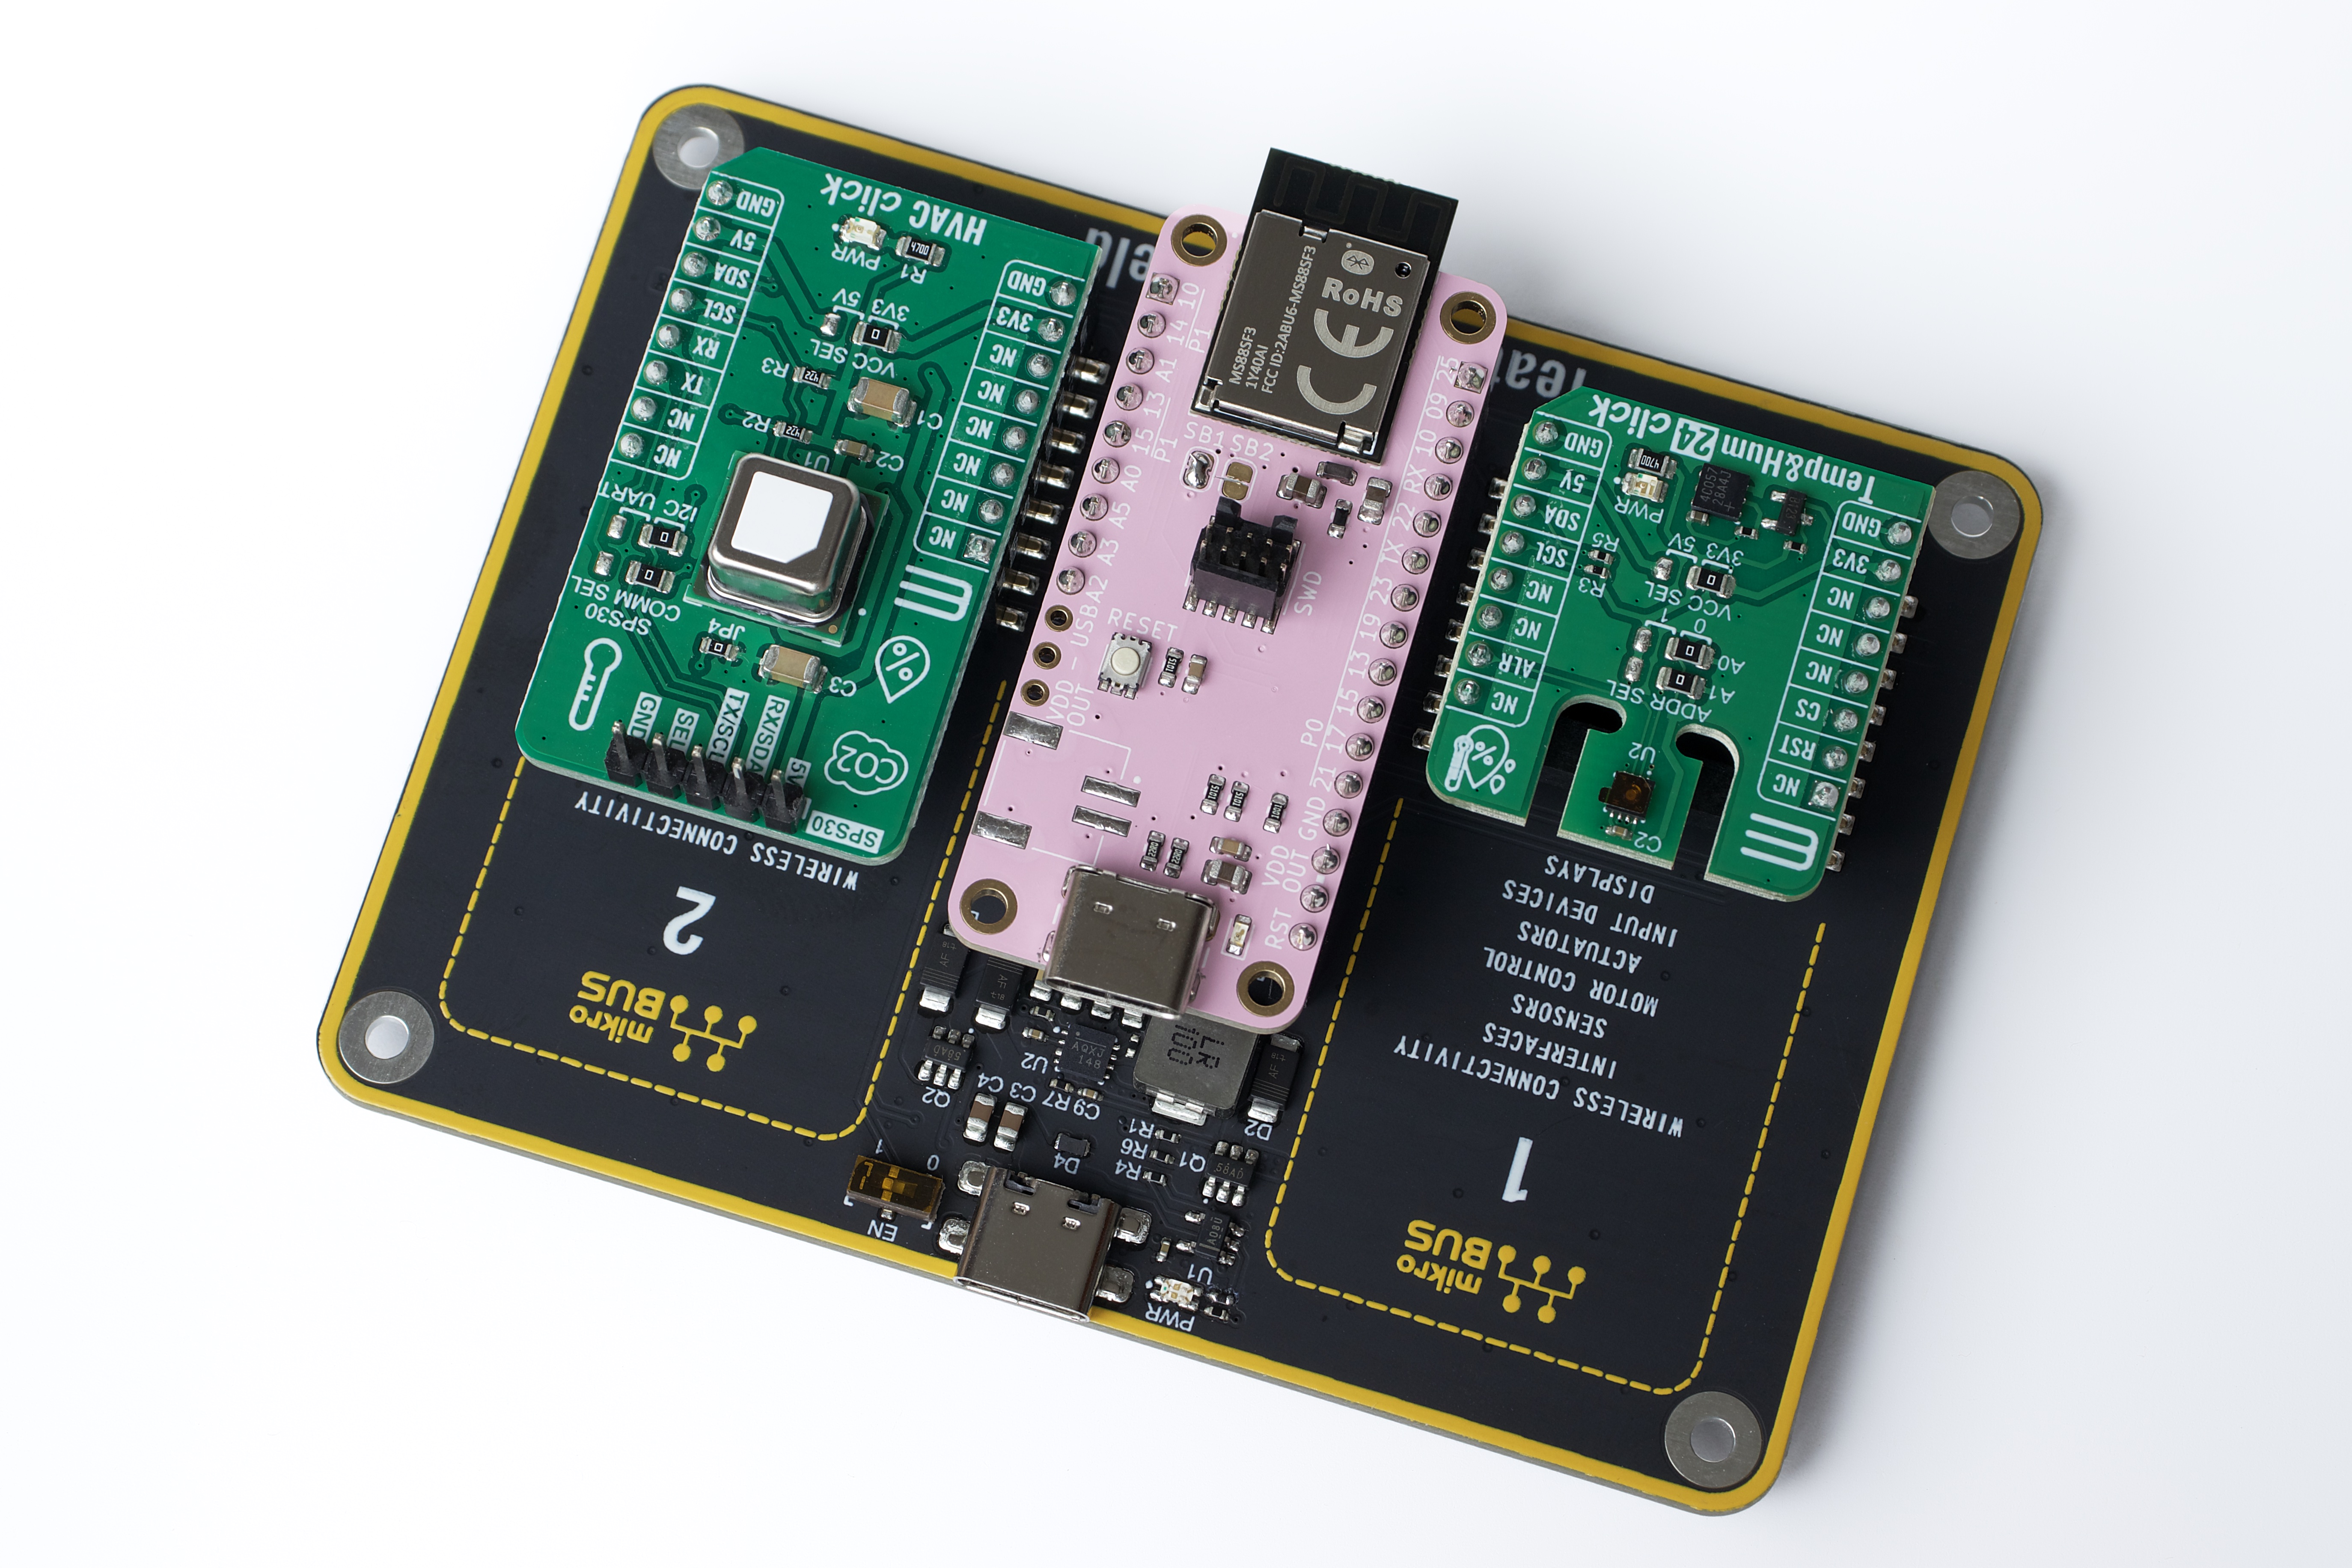 HVAC click
PWR
R1
4700
GND
5V
SDA
SCL
RX
TX
NC
NC
GND
3V3
NC
NC
NC
NC
NC
NC
5V
3V3
VCC SEL
R3
472
R2
472
C1
C2
U1
I2C UART
COMM SEL
SPS30
JP4
C3
CO2
GND
SEL
TX/SCL
RX/SDA
5V
SPS30
WIRELESS CONNECTIVITY
2
mikro
BUS
MS88SF3
1Y40AI
FCC ID:2ABU6-MS88SF3
RoHS
CE
10
14
P1
A1
13
15
P1
A0
A5
A3
A2
USB
-
VDD
OUT
SB1
SB2
SWD
RESET
25
09
10
RX
22
TX
23
19
13
15
P0
17
21
GND
VDD
OUT
RST
Temp&Hum 24 click
PWR
4700
GND
5V
SDA
SCL
NC
NC
ALR
NC
GND
3V3
NC
NC
NC
CS
RST
NC
R5
R3
5V
3V3
VCC SEL
1
0
A0
A1
ADDR SEL
U2
C2
DISPLAYS
INPUT DEVICES
ACTUATORS
MOTOR CONTROL
SENSORS
INTERFACES
WIRELESS CONNECTIVITY
1
mikro
BUS
Q2
C4
C3
U2
R7
C9
D4
R1
R6
R4
Q1
D2
U1
PWR
1
0
EN